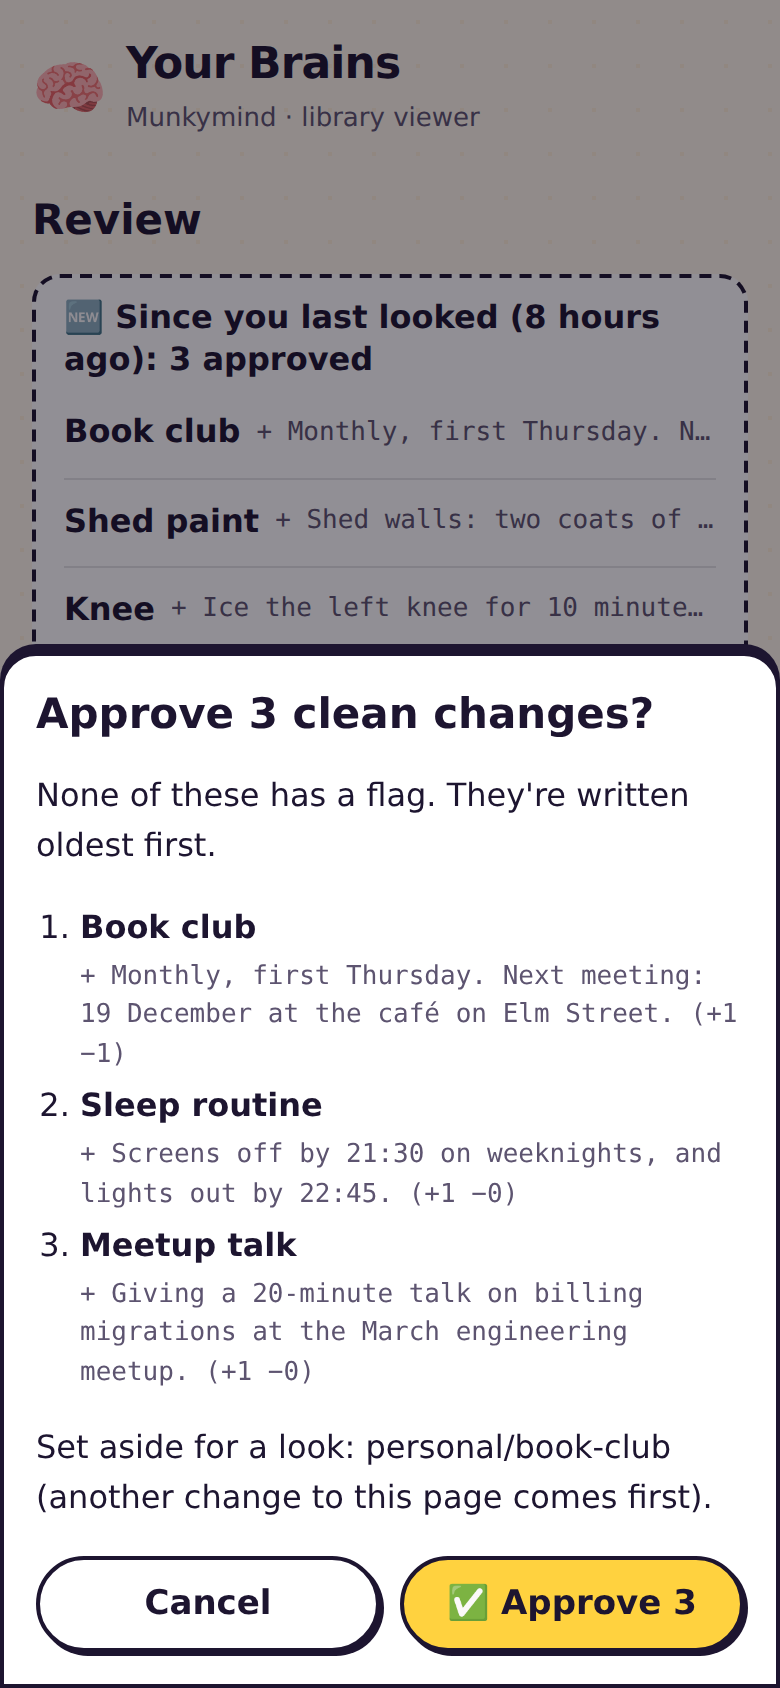 Your Brains
Munkymind · library viewer
Review
🆕 Since you last looked (8 hours
ago): 3 approved
Book club + Monthly, first Thursday. N…
Shed paint + Shed walls: two coats of …
Knee + Ice the left knee for 10 minute…
Approve 3 clean changes?
None of these has a flag. They're written
oldest first.
1. Book club
+ Monthly, first Thursday. Next meeting:
19 December at the café on Elm Street. (+1
−1)
2. Sleep routine
+ Screens off by 21:30 on weeknights, and
lights out by 22:45. (+1 −0)
3. Meetup talk
+ Giving a 20-minute talk on billing
migrations at the March engineering
meetup. (+1 −0)
Set aside for a look: personal/book-club
(another change to this page comes first).
Cancel
✅ Approve 3